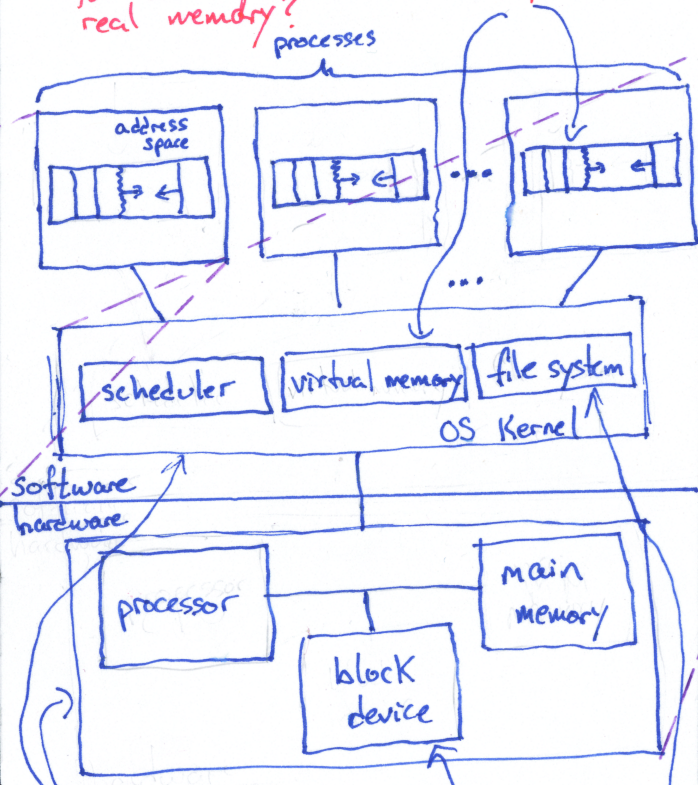 real memory?
processes
address
space
scheduler
virtual memory
file system
OS Kernel
software
hardware
processor
main
memory
block
device